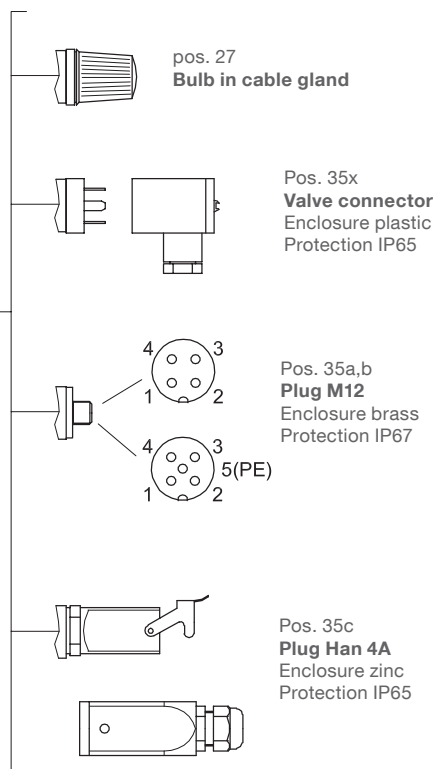 pos. 27
Bulb in cable gland
Pos. 35x
Valve connector
Enclosure plastic
Protection IP65
4 3
1 2
Pos. 35a,b
Plug M12
Enclosure brass
Protection IP67
4 3
5(PE)
1 2
Pos. 35c
Plug Han 4A
Enclosure zinc
Protection IP65